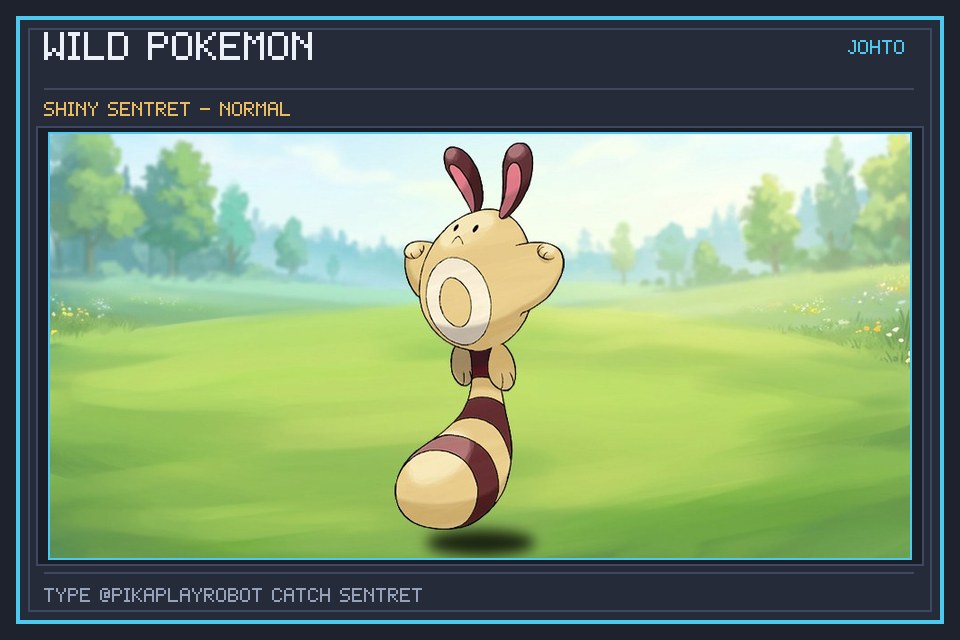 WILD POKEMON
JOHTO
SHINY SENTRET - NORMAL
TYPE @PIKAPLAYROBOT CATCH SENTRET